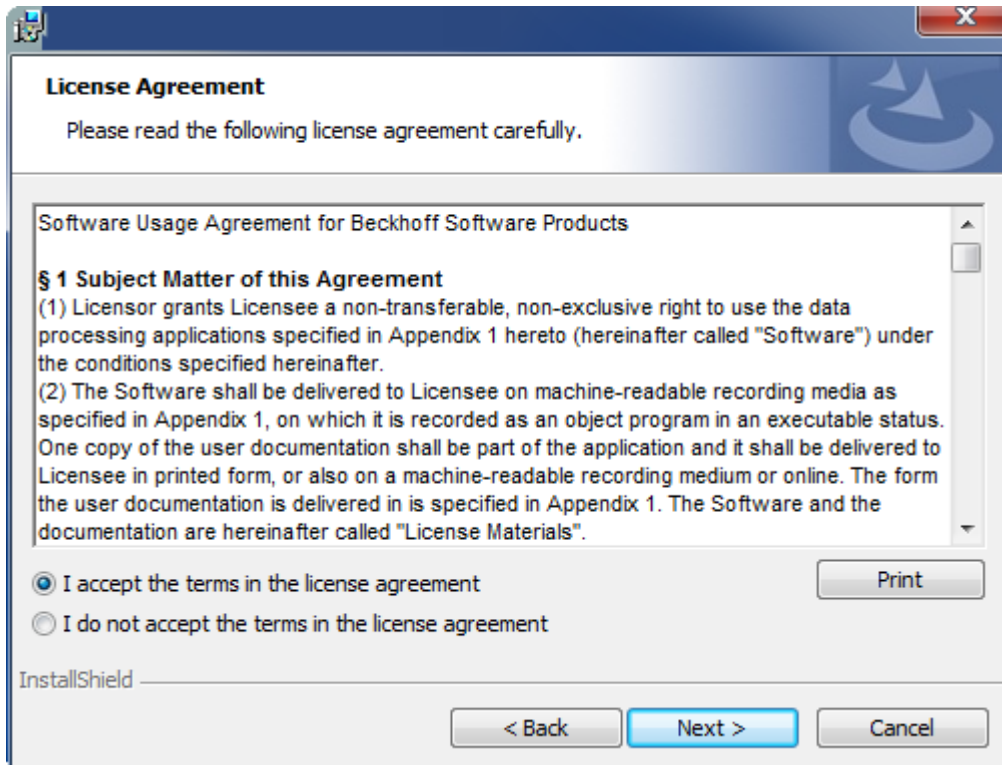 License Agreement
Please read the following license agreement carefully.
Software Usage Agreement for Beckhoff Software Products
§ 1 Subject Matter of this Agreement
(1) Licensor grants Licensee a non-transferable, non-exclusive right to use the data
processing applications specified in Appendix 1 hereto (hereinafter called "Software") under
the conditions specified hereinafter.
(2) The Software shall be delivered to Licensee on machine-readable recording media as
specified in Appendix 1, on which it is recorded as an object program in an executable status.
One copy of the user documentation shall be part of the application and it shall be delivered to
Licensee in printed form, or also on a machine-readable recording medium or online. The form
the user documentation is delivered in is specified in Appendix 1. The Software and the
documentation are hereinafter called "License Materials".
I accept the terms in the license agreement
Print
I do not accept the terms in the license agreement
InstallShield
< Back
Next >
Cancel